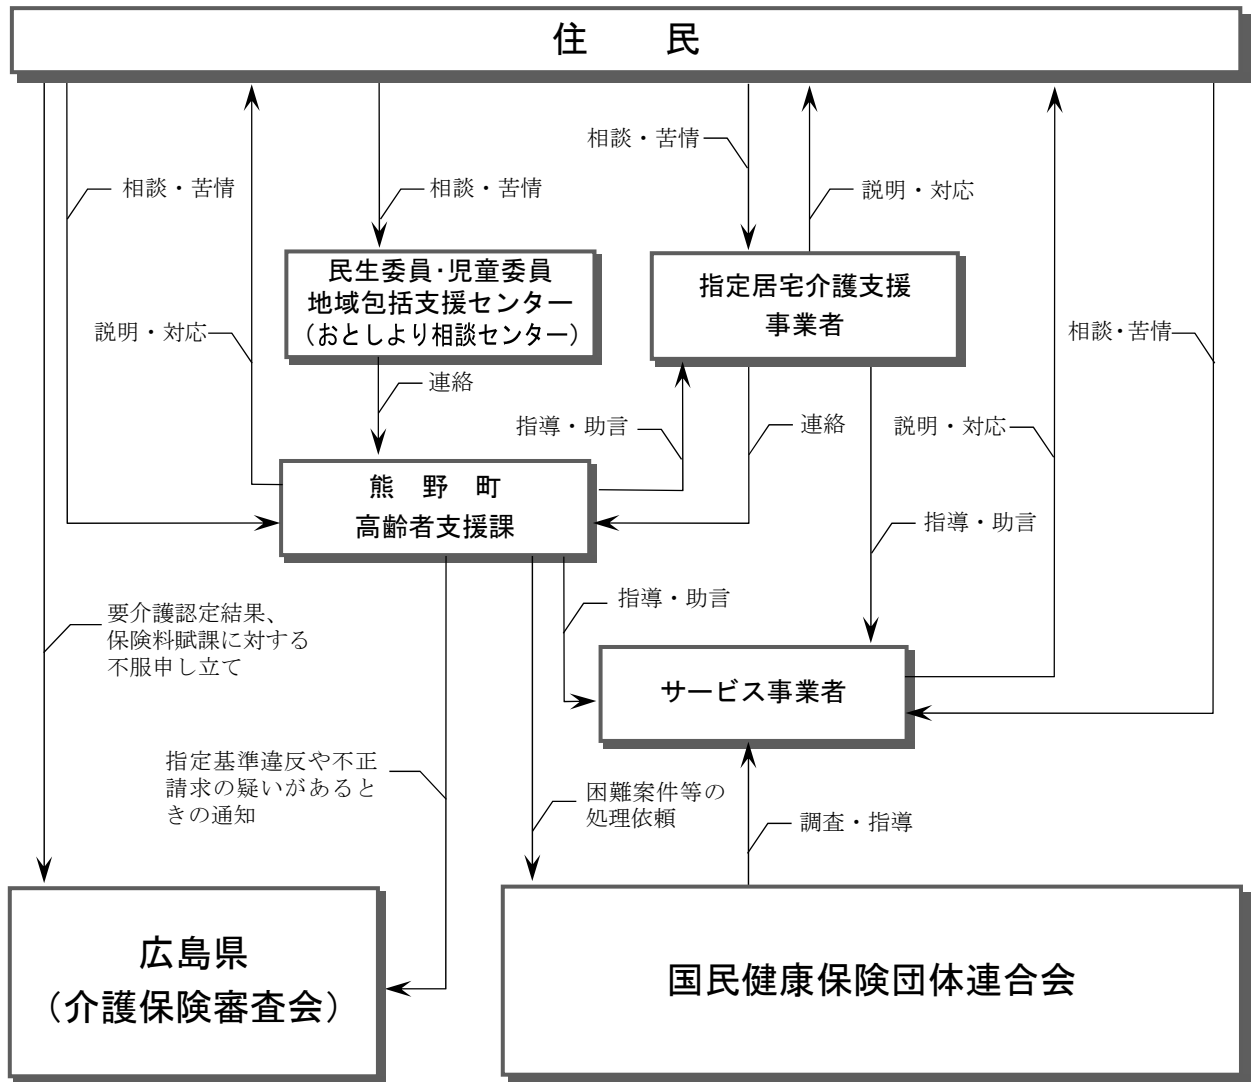 住　　民
相談・苦情
相談・苦情
相談・苦情
説明・対応
民生委員・児童委員
地域包括支援センター
（おとしより相談センター）
指定居宅介護支援
事業者
説明・対応
相談・苦情
連絡
指導・助言
連絡
説明・対応
熊　野　町
高齢者支援課
指導・助言
指導・助言
要介護認定結果、
保険料賦課に対する
不服申し立て
サービス事業者
指定基準違反や不正
請求の疑いがあると
きの通知
困難案件等の
処理依頼
調査・指導
広島県
（介護保険審査会）
国民健康保険団体連合会